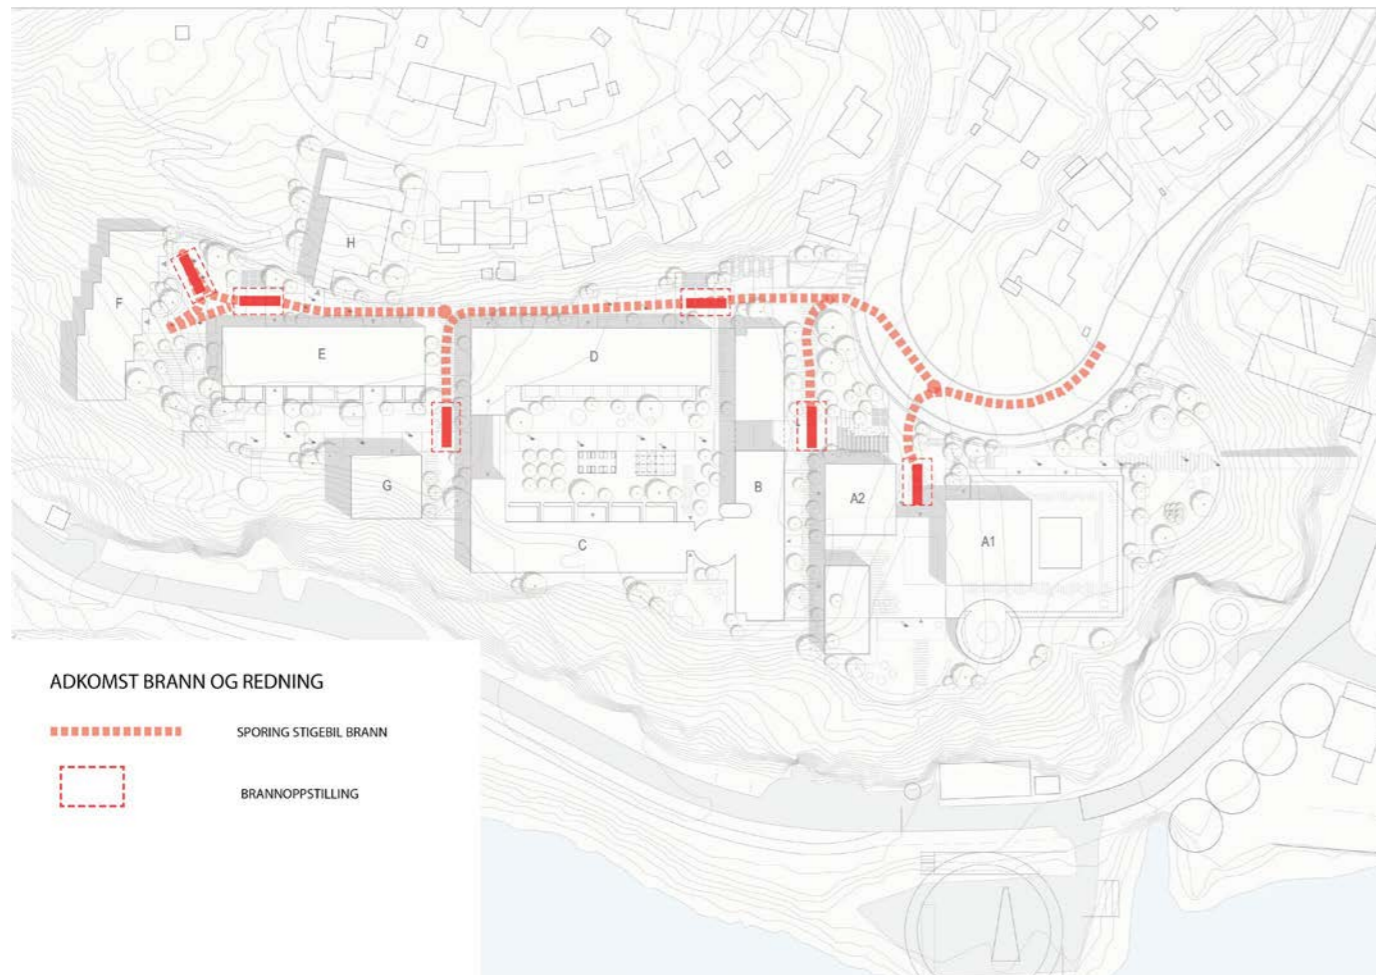 H
F
E
D
G
B
A2
A1
C
ADKOMST BRANN OG REDNING
SPORING STIGEBIL BRANN
BRANNOPPSTILLING